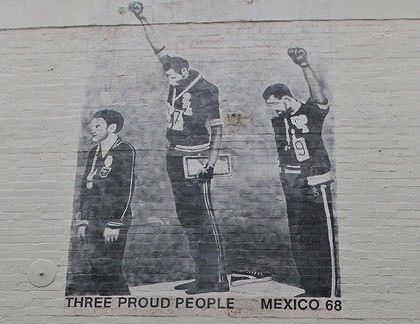 THREE PROUD PEOPLE MEXICO 68